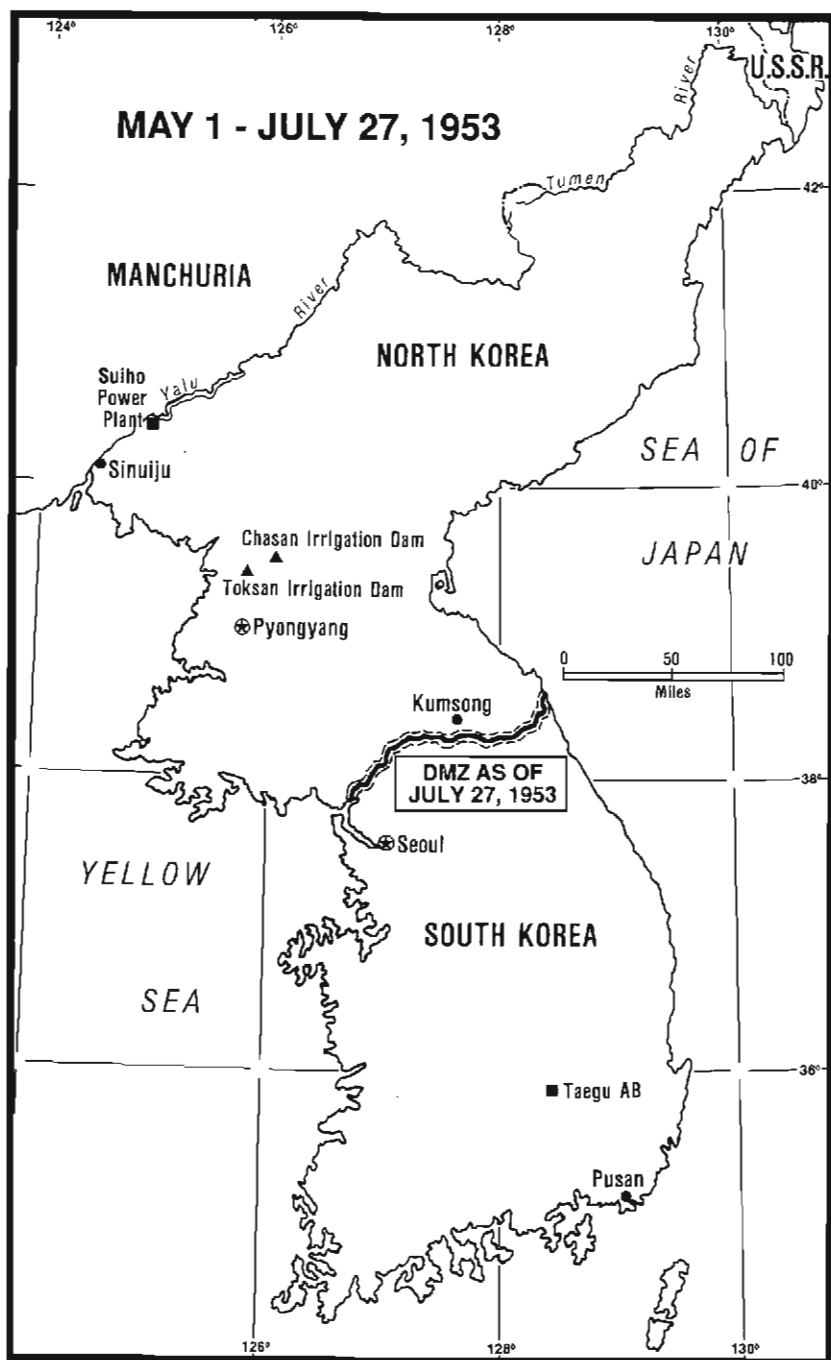 124°
126°
128°
130°
U.S.S.R.
MAY 1 - JULY 27, 1953
River
Tumen
42°
MANCHURIA
River
NORTH KOREA
Suiho
Power
Plant
Yalu
SEA OF
Sinuiju
40°
Chasan Irrigation Dam
JAPAN
Toksan Irrigation Dam
Pyongyang
0 50 100
Miles
Kumsong
DMZ AS OF
JULY 27, 1953
38°
Seoul
YELLOW
SOUTH KOREA
SEA
36°
Taegu AB
Pusan
126°
128°
130°